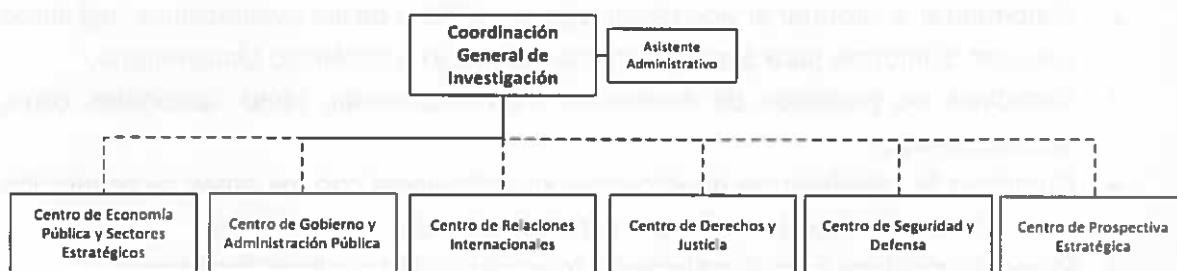 Coordinación
General de
Investigación
Asistente
Administrativo
Centro de Economía
Pública y Sectores
Estratégicos
Centro de Gobierno y
Administración Pública
Centro de Relaciones
Internacionales
Centro de Derechos y
Justicia
Centro de Seguridad y
Defensa
Centro de Prospectiva
Estratégica